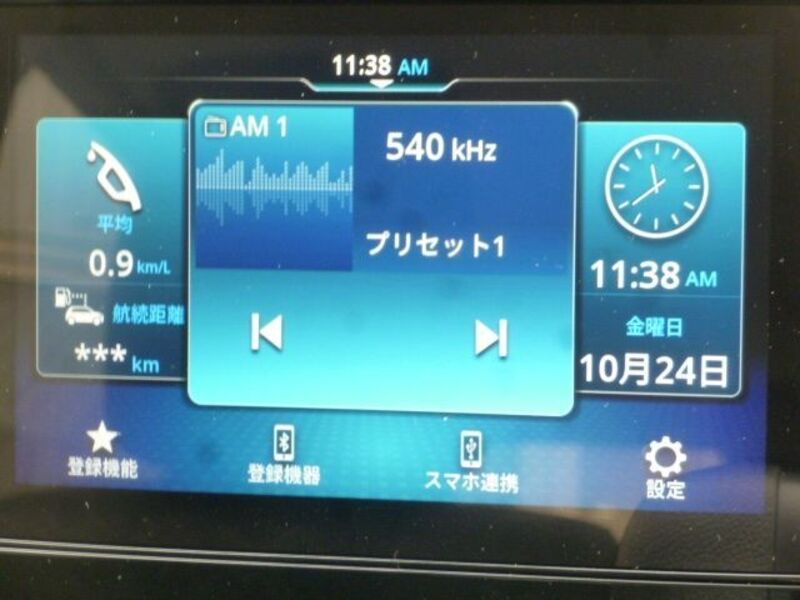 11:38 AM
AM 1
540 kHz
プリセット1
平均
0.9 km/L
航続距離
*** km
11:38 AM
金曜日
10月24日
登録機能
登録機器
スマホ連携
設定